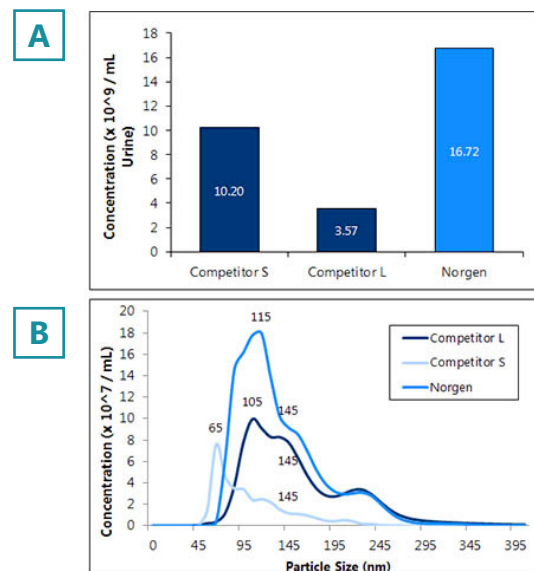 A
Concentration (x 10^9 / mL
Urine)
18
16
14
12
10
8
6
4
2
0
10.20
3.57
16.72
Competitor S
Competitor L
Norgen
B
Concentration (x 10^7 / mL)
20
18
16
14
12
10
8
6
4
2
0
115
105
65
145
145
145
Competitor L
Competitor S
Norgen
0 45 95 145 195 245 295 345 395
Particle Size (nm)